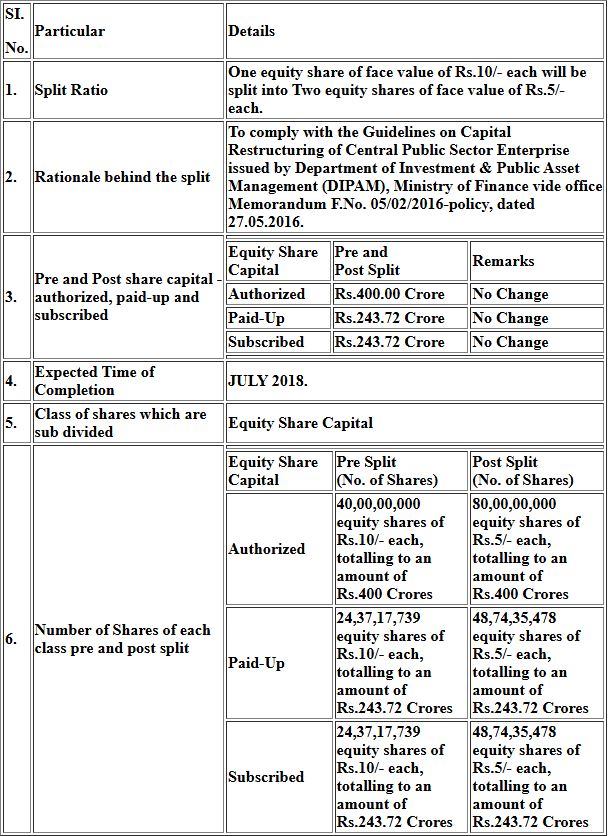 SI.
No.
Particular
Details
1.
Split Ratio
One equity share of face value of Rs.10/- each will be
split into Two equity shares of face value of Rs.5/-
each.
2.
Rationale behind the split
To comply with the Guidelines on Capital
Restructuring of Central Public Sector Enterprise
issued by Department of Investment & Public Asset
Management (DIPAM), Ministry of Finance vide office
Memorandum F.No. 05/02/2016-policy, dated
27.05.2016.
3.
Pre and Post share capital -
authorized, paid-up and
subscribed
Equity Share
Capital
Pre and
Post Split
Remarks
Authorized
Rs.400.00 Crore
No Change
Paid-Up
Rs.243.72 Crore
No Change
Subscribed
Rs.243.72 Crore
No Change
4.
Expected Time of
Completion
JULY 2018.
5.
Class of shares which are
sub divided
Equity Share Capital
6.
Number of Shares of each
class pre and post split
Equity Share
Capital
Pre Split
(No. of Shares)
Post Split
(No. of Shares)
Authorized
40,00,00,000
equity shares of
Rs.10/- each,
totalling to an
amount of
Rs.400 Crores
80,00,00,000
equity shares of
Rs.5/- each,
totalling to an
amount of
Rs.400 Crores
Paid-Up
24,37,17,739
equity shares of
Rs.10/- each,
totalling to an
amount of
Rs.243.72 Crores
48,74,35,478
equity shares of
Rs.5/- each,
totalling to an
amount of
Rs.243.72 Crores
Subscribed
24,37,17,739
equity shares of
Rs.10/- each,
totalling to an
amount of
Rs.243.72 Crores
48,74,35,478
equity shares of
Rs.5/- each,
totalling to an
amount of
Rs.243.72 Crores